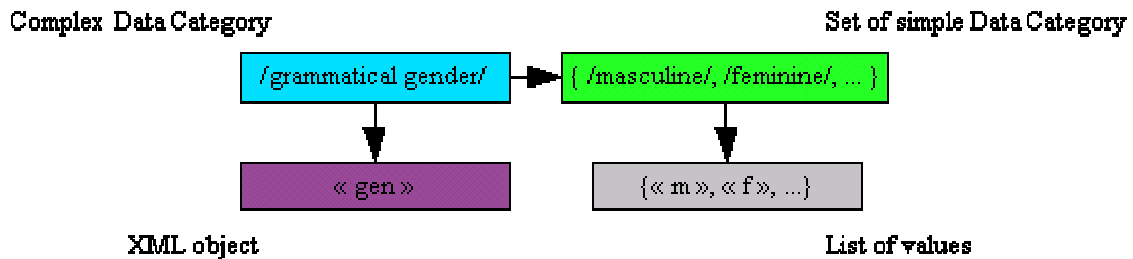 Complex Data Category
Set of simple Data Category
/grammatical gender/
{ /masculine/, /feminine/, ... }
« gen »
{« m », « f », ...}
XML object
List of values